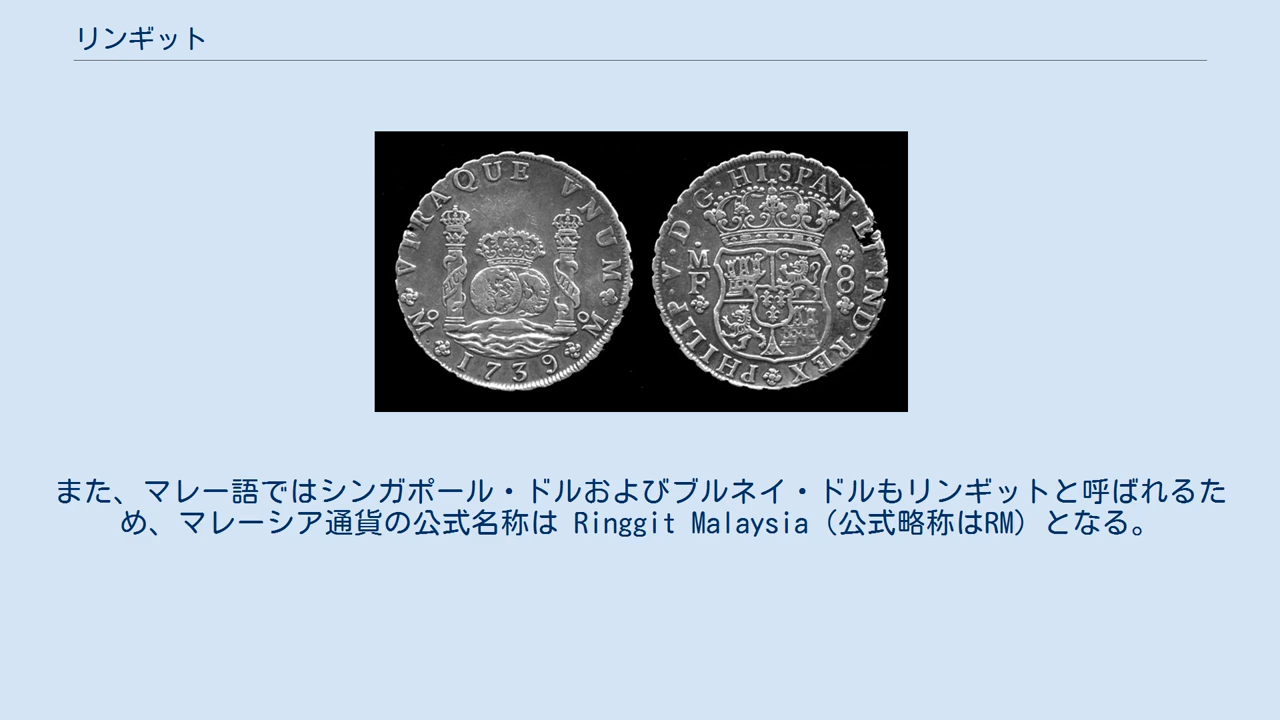 リンギット
VTRAQUE VNUM
Mo 1739 Mo
PHILIP·V·D·G·HISPAN·ET IND·REX
MF
8
また、マレー語ではシンガポール・ドルおよびブルネイ・ドルもリンギットと呼ばれるた
め、マレーシア通貨の公式名称は Ringgit Malaysia（公式略称はRM）となる。